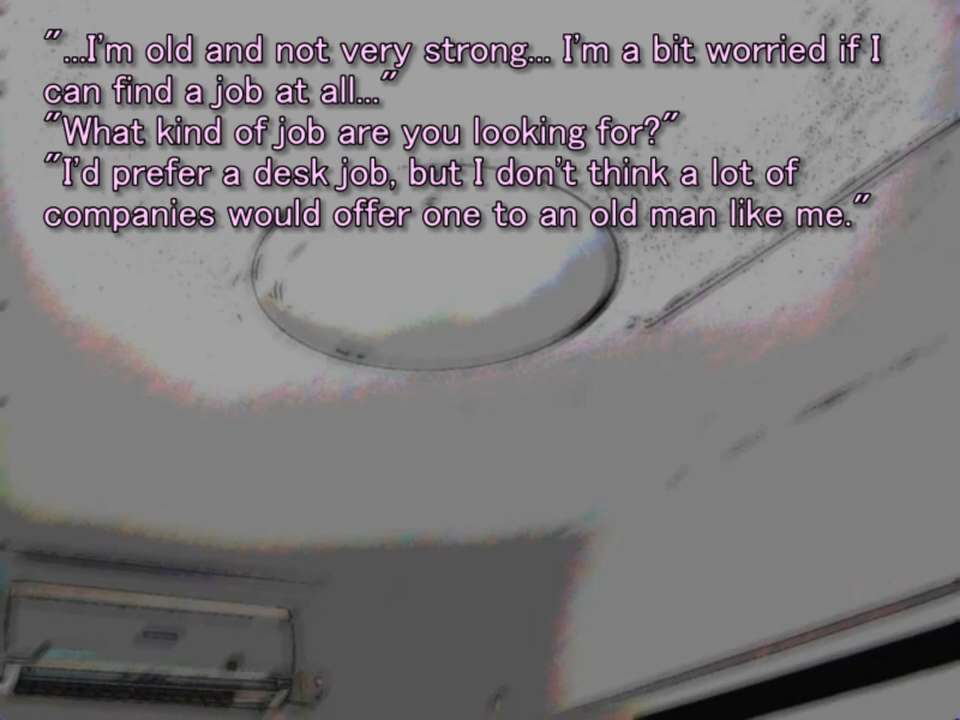 "...I'm old and not very strong... I'm a bit worried if I
can find a job at all..."
"What kind of job are you looking for?"
"I'd prefer a desk job, but I don't think a lot of
companies would offer one to an old man like me."